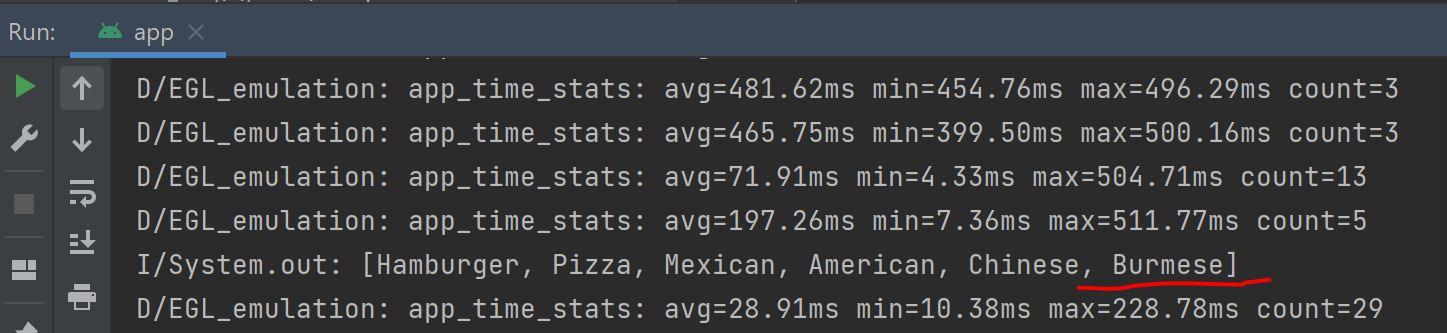 Run: app
D/EGL_emulation: app_time_stats: avg=481.62ms min=454.76ms max=496.29ms count=3
D/EGL_emulation: app_time_stats: avg=465.75ms min=399.50ms max=500.16ms count=3
D/EGL_emulation: app_time_stats: avg=71.91ms min=4.33ms max=504.71ms count=13
D/EGL_emulation: app_time_stats: avg=197.26ms min=7.36ms max=511.77ms count=5
I/System.out: [Hamburger, Pizza, Mexican, American, Chinese, Burmese]
D/EGL_emulation: app_time_stats: avg=28.91ms min=10.38ms max=228.78ms count=29